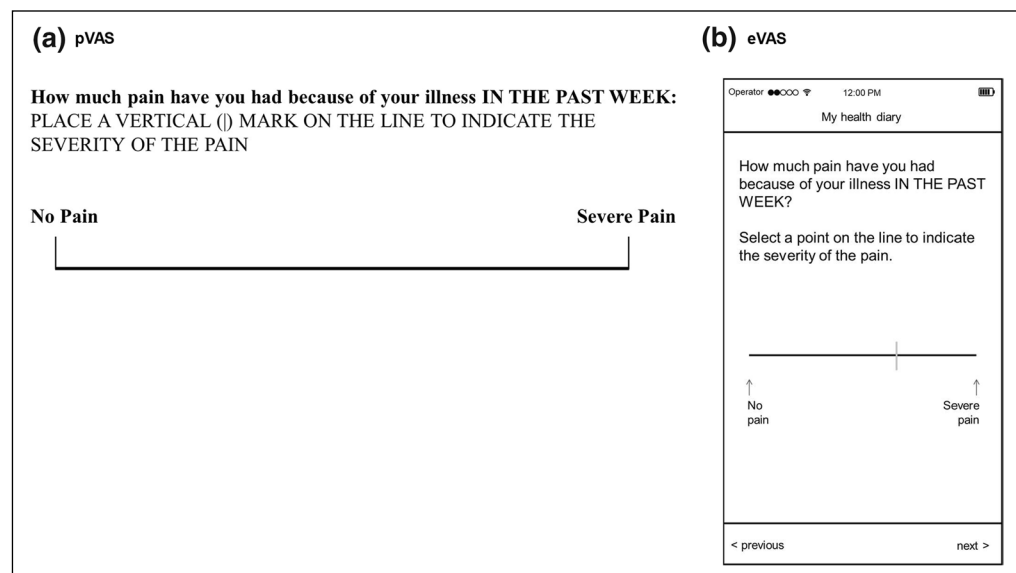 (a) pVAS
How much pain have you had because of your illness IN THE PAST WEEK:
PLACE A VERTICAL (|) MARK ON THE LINE TO INDICATE THE
SEVERITY OF THE PAIN
No Pain
Severe Pain
(b) eVAS
Operator
12:00 PM
My health diary
How much pain have you had
because of your illness IN THE PAST
WEEK?
Select a point on the line to indicate
the severity of the pain.
No
pain
Severe
pain
< previous
next >